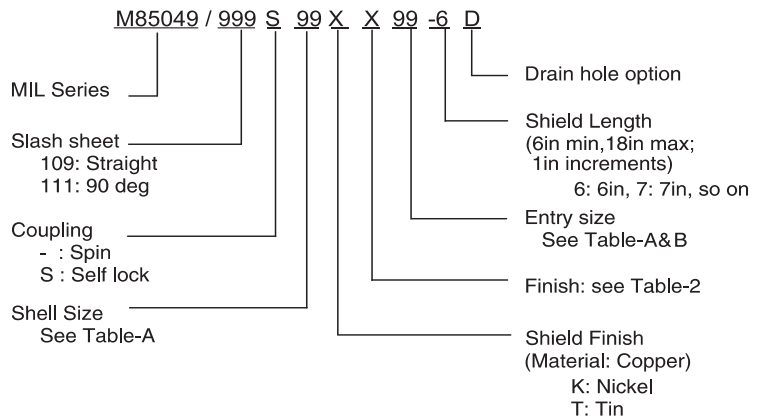 M85049 / 999 S 99 X X 99 -6 D
MIL Series
Slash sheet
109: Straight
111: 90 deg
Coupling
- : Spin
S : Self lock
Shell Size
See Table-A
Drain hole option
Shield Length
(6in min,18in max;
1in increments)
6: 6in, 7: 7in, so on
Entry size
See Table-A&B
Finish: see Table-2
Shield Finish
(Material: Copper)
K: Nickel
T: Tin